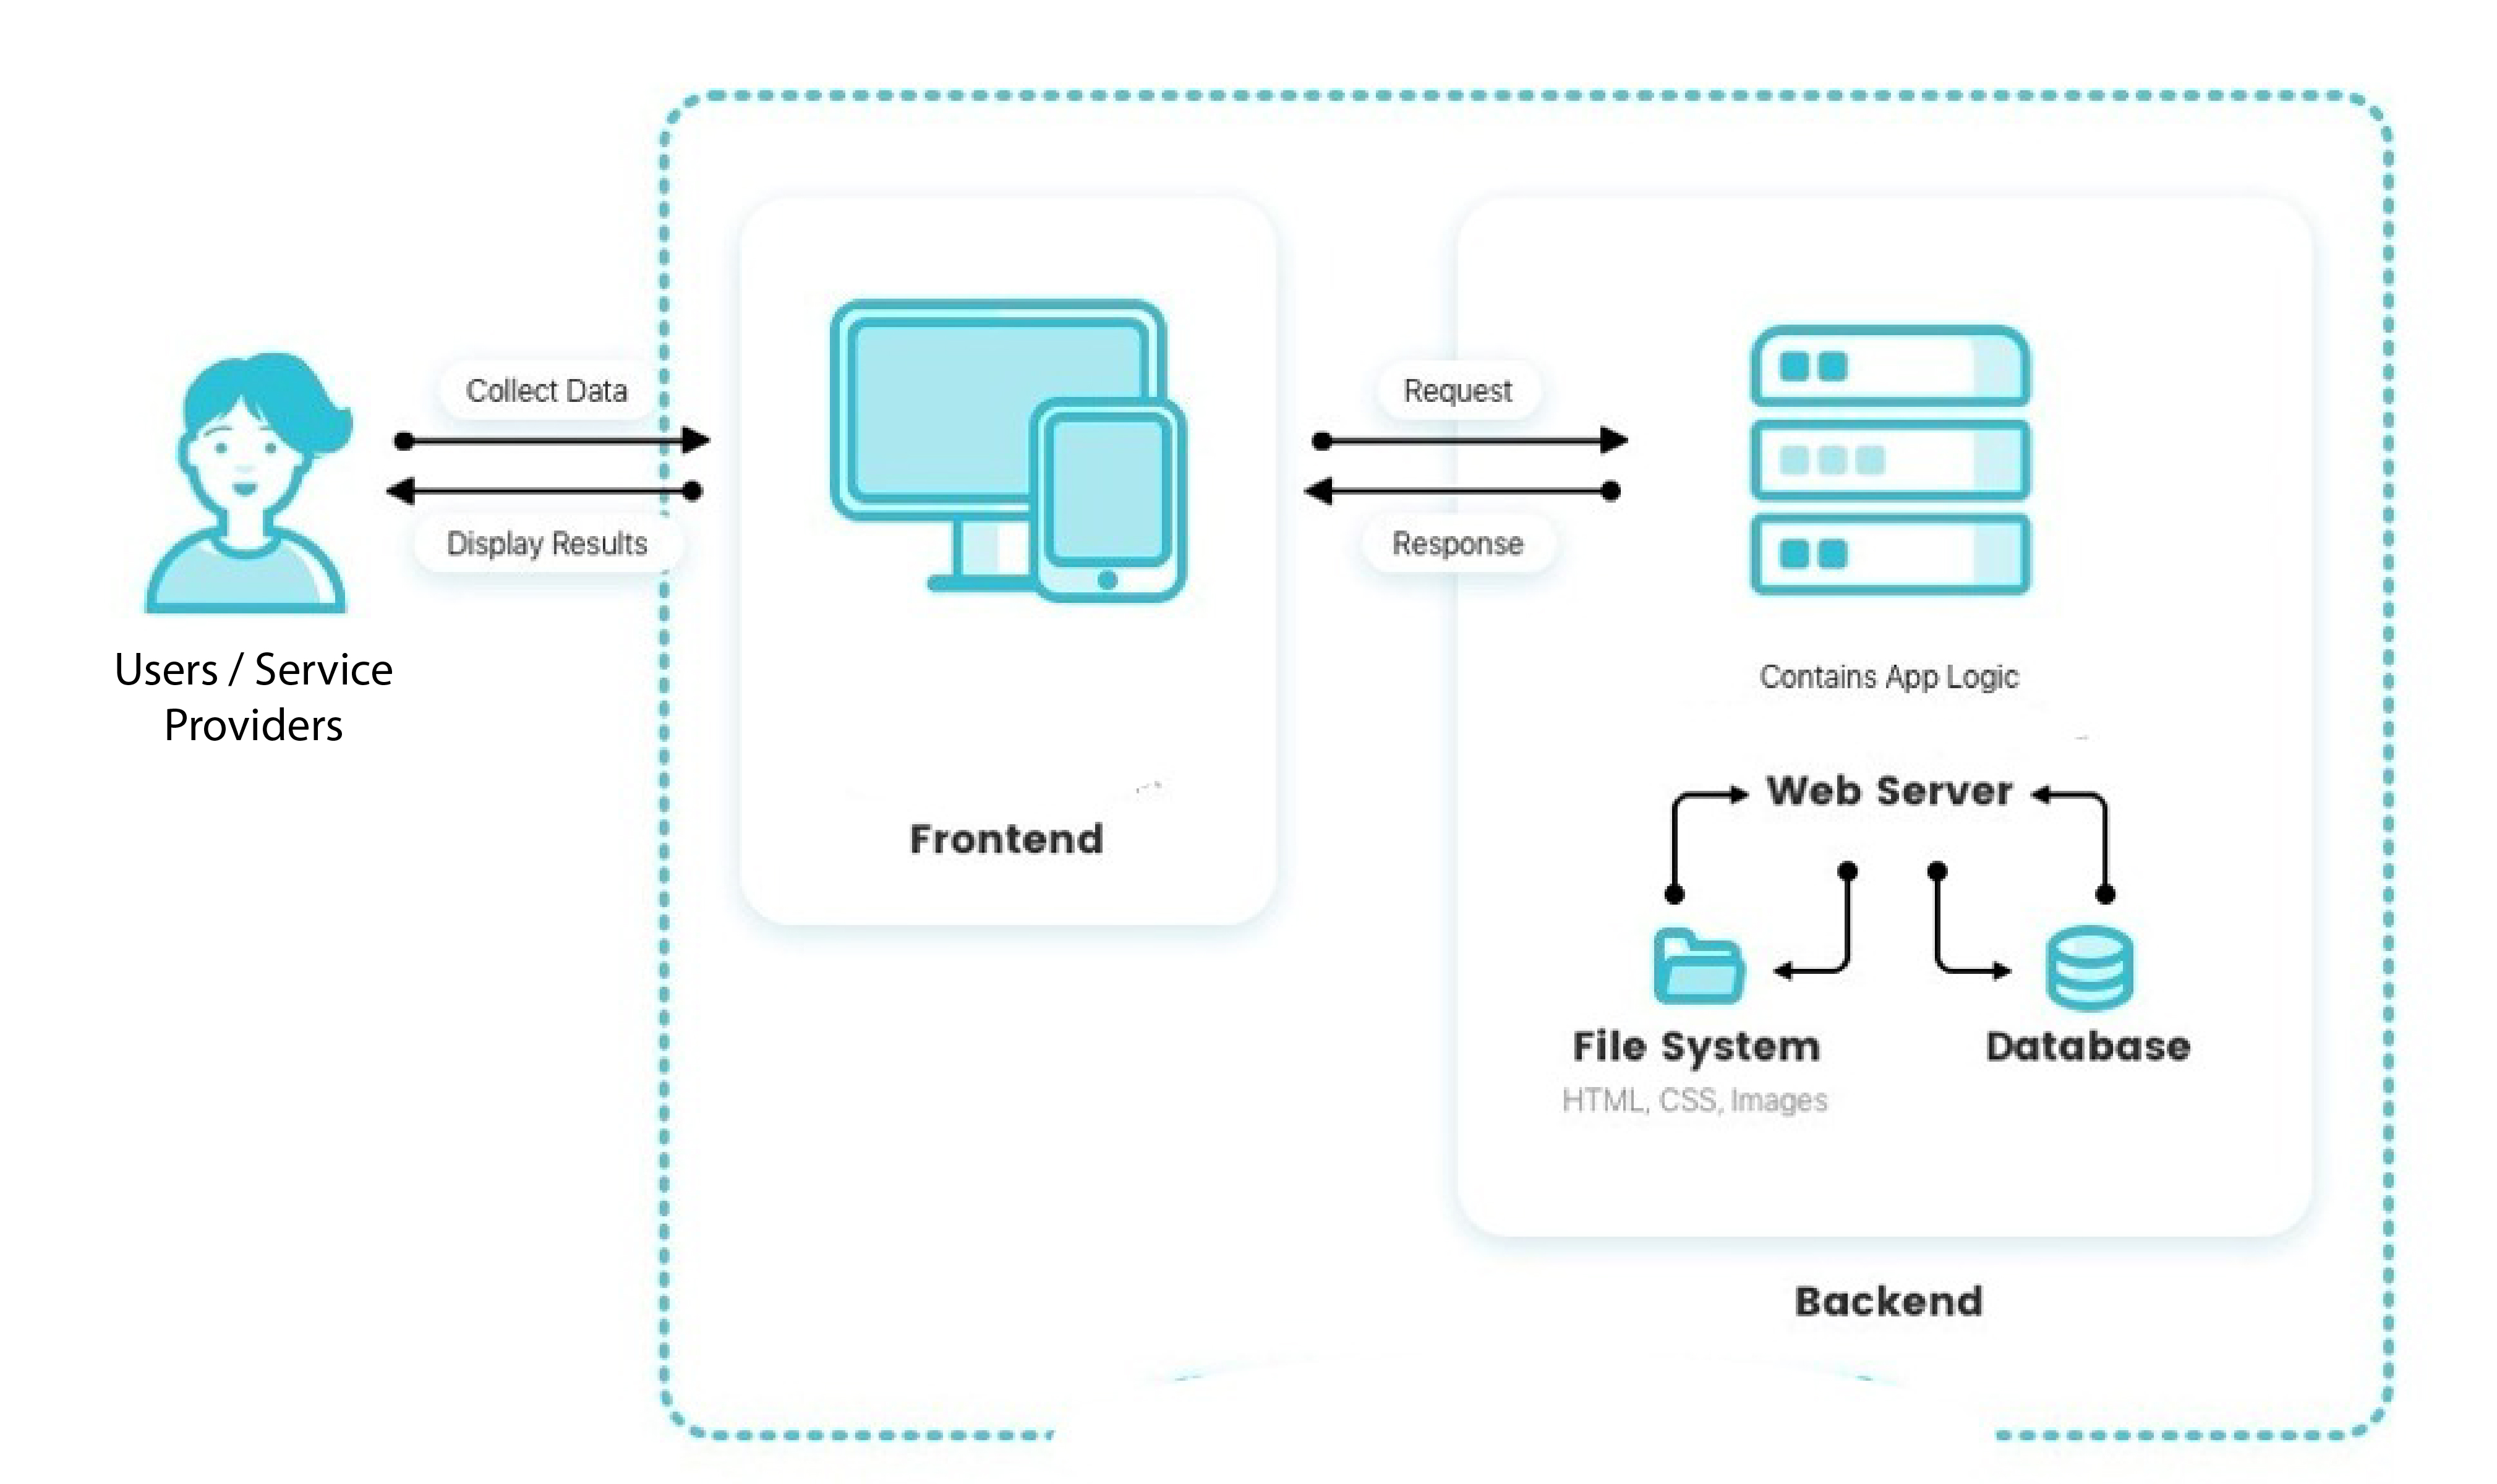 Collect Data
Display Results
Users / Service
Providers
Frontend
Request
Response
Contains App Logic
Web Server
File System
HTML, CSS, Images
Database
Backend